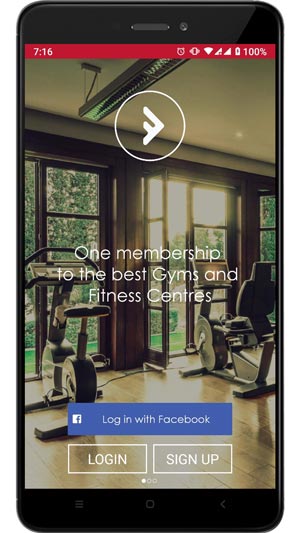 7:16 100%
One membership
to the best Gyms and
Fitness Centres
Log in with Facebook
LOGIN SIGN UP